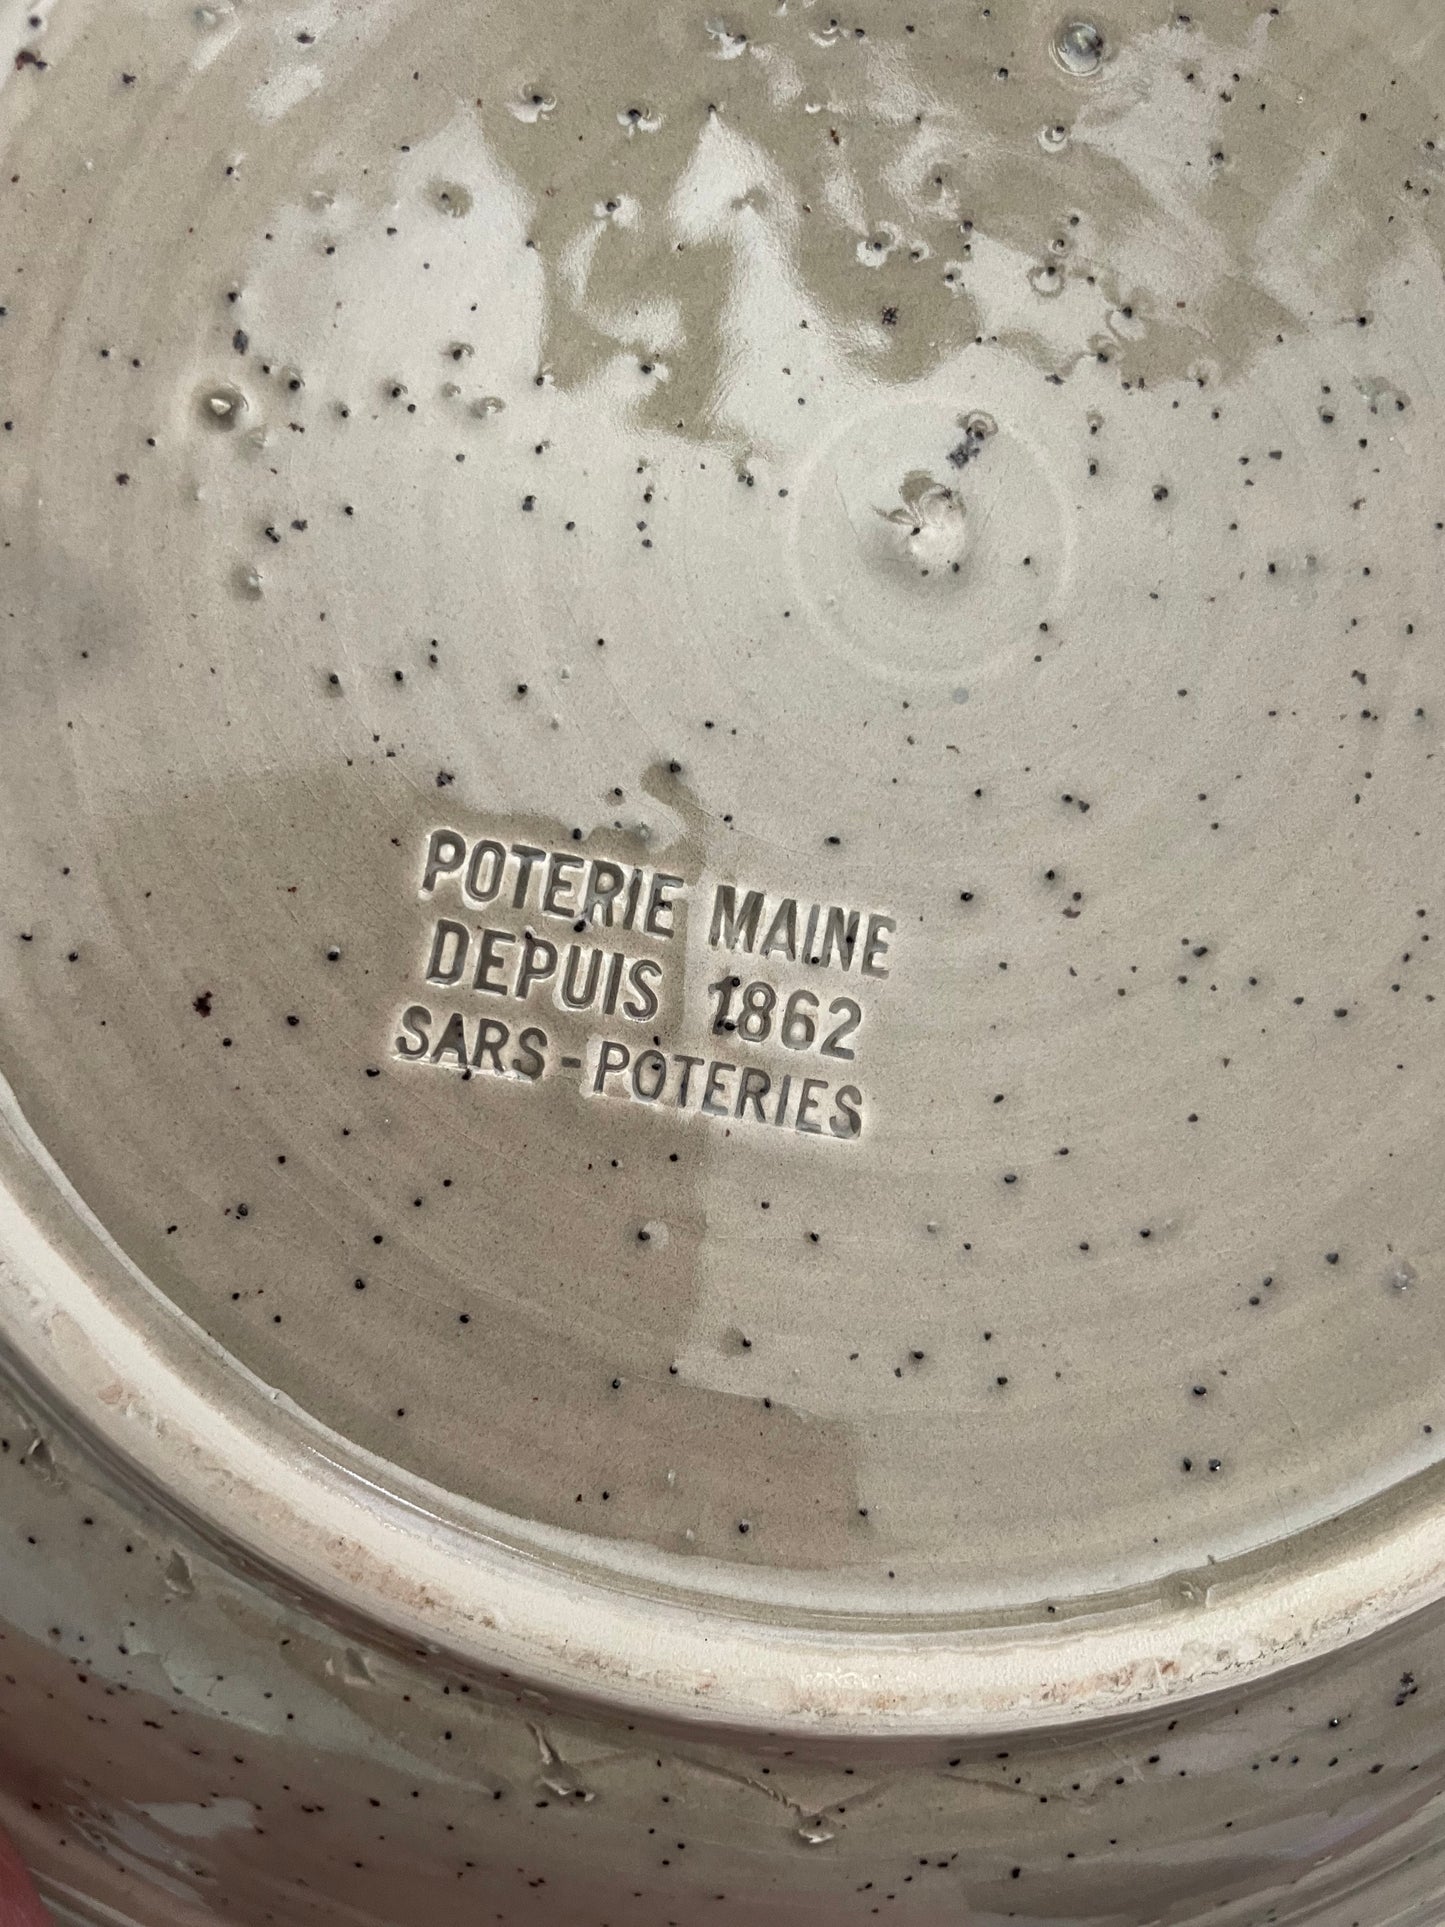 POTERIE MAINE
DEPUIS 1862
SARS-POTERIES